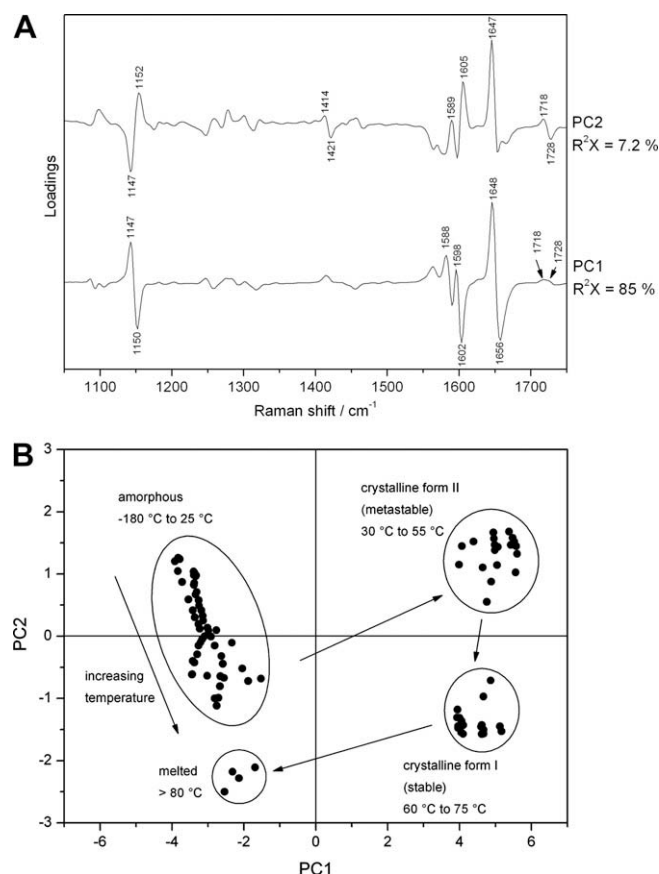 A
1152
1414
1589
1605
1647
1718
PC2
R²X = 7.2 %
1147
1421
1728
Loadings
1147
1588
1598
1648
1718
1728
PC1
R²X = 85 %
1150
1602
1656
1100
1200
1300
1400
1500
1600
1700
Raman shift / cm⁻¹
B
3
2
1
0
-1
-2
-3
PC2
amorphous
-180 °C to 25 °C
crystalline form II
(metastable)
30 °C to 55 °C
increasing
temperature
melted
> 80 °C
crystalline form I
(stable)
60 °C to 75 °C
-6
-4
-2
0
2
4
6
PC1